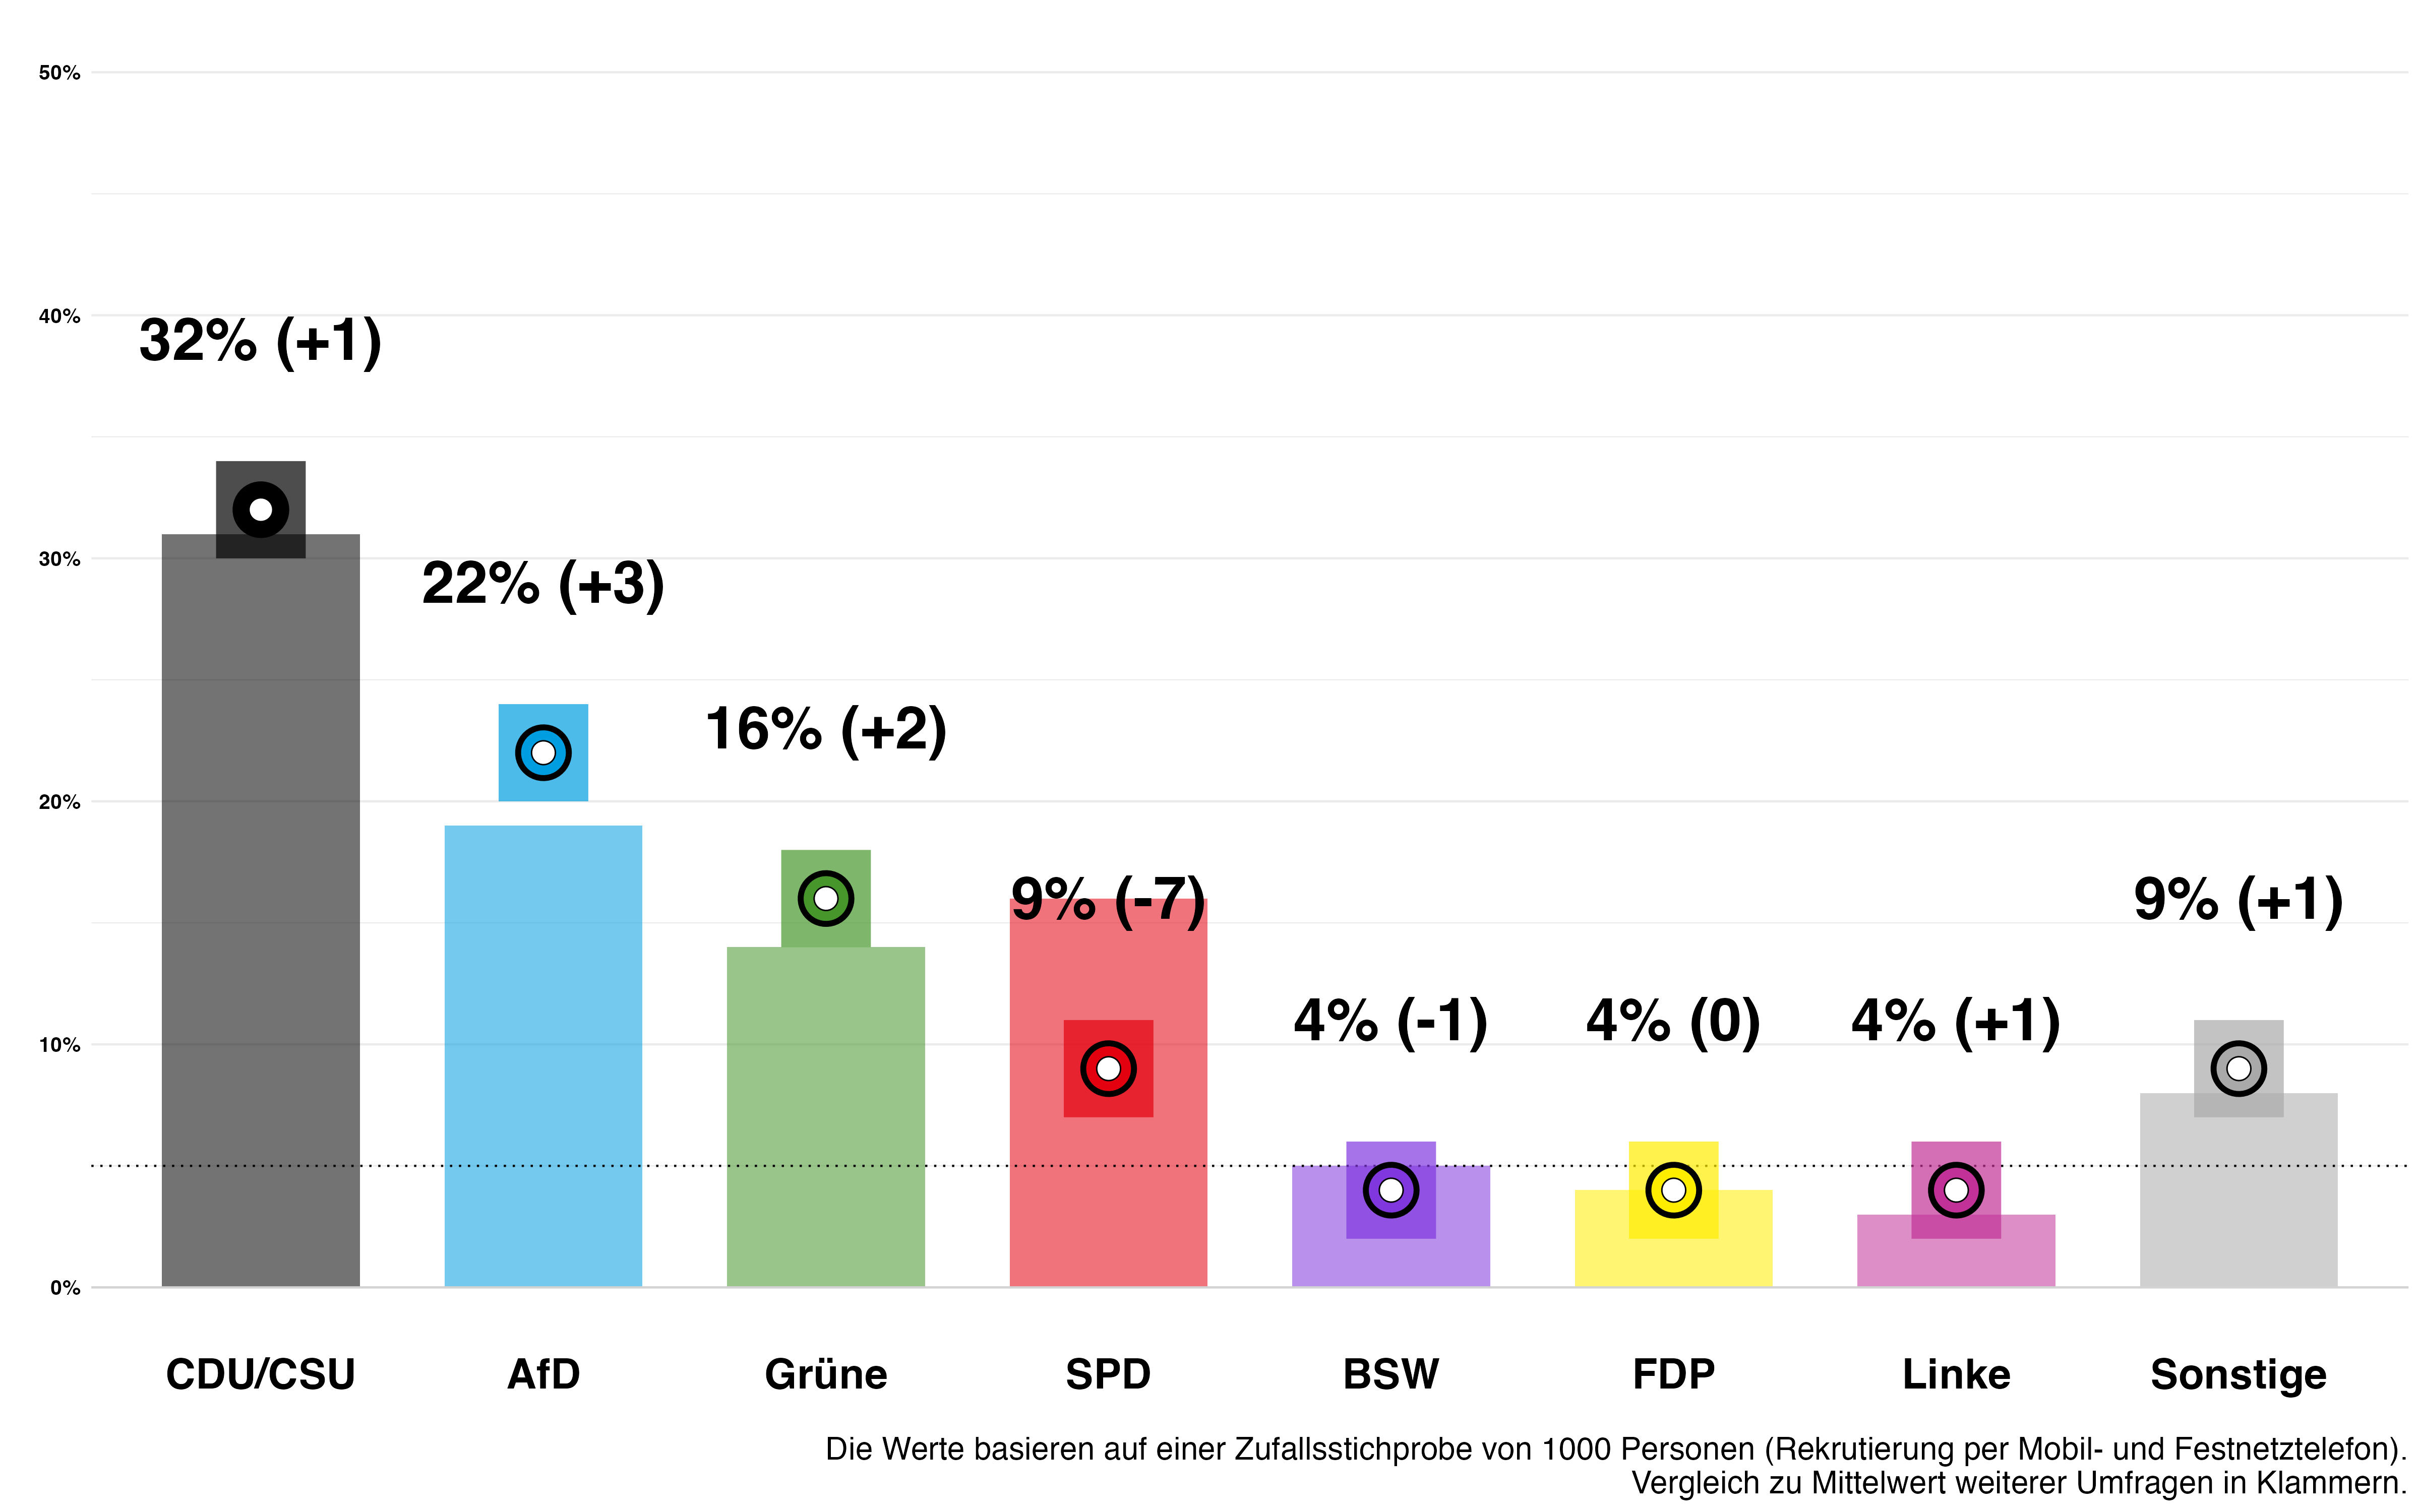 50%
40%
30%
20%
10%
0%
32% (+1)
22% (+3)
16% (+2)
9% (-7)
4% (-1)
4% (0)
4% (+1)
9% (+1)
CDU/CSU
AfD
Grüne
SPD
BSW
FDP
Linke
Sonstige
Die Werte basieren auf einer Zufallsstichprobe von 1000 Personen (Rekrutierung per Mobil- und Festnetztelefon).
Vergleich zu Mittelwert weiterer Umfragen in Klammern.